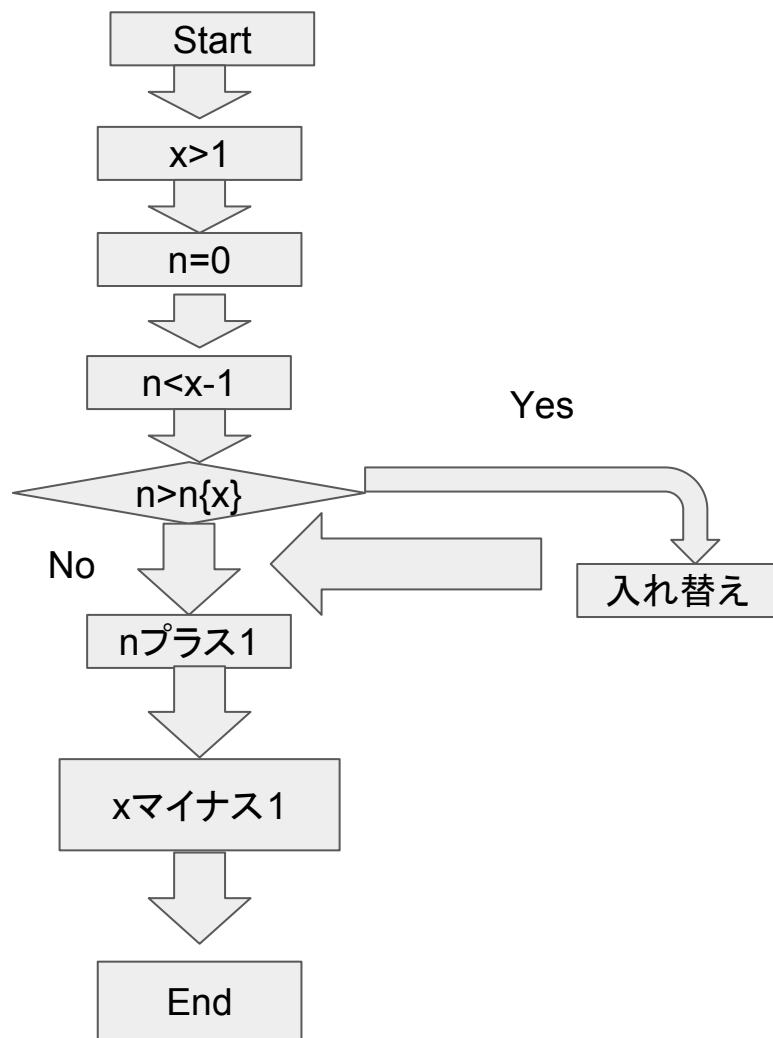 Start
x>1
n=0
n<x-1
Yes
n>n{x}
No
入れ替え
nプラス1
xマイナス1
End